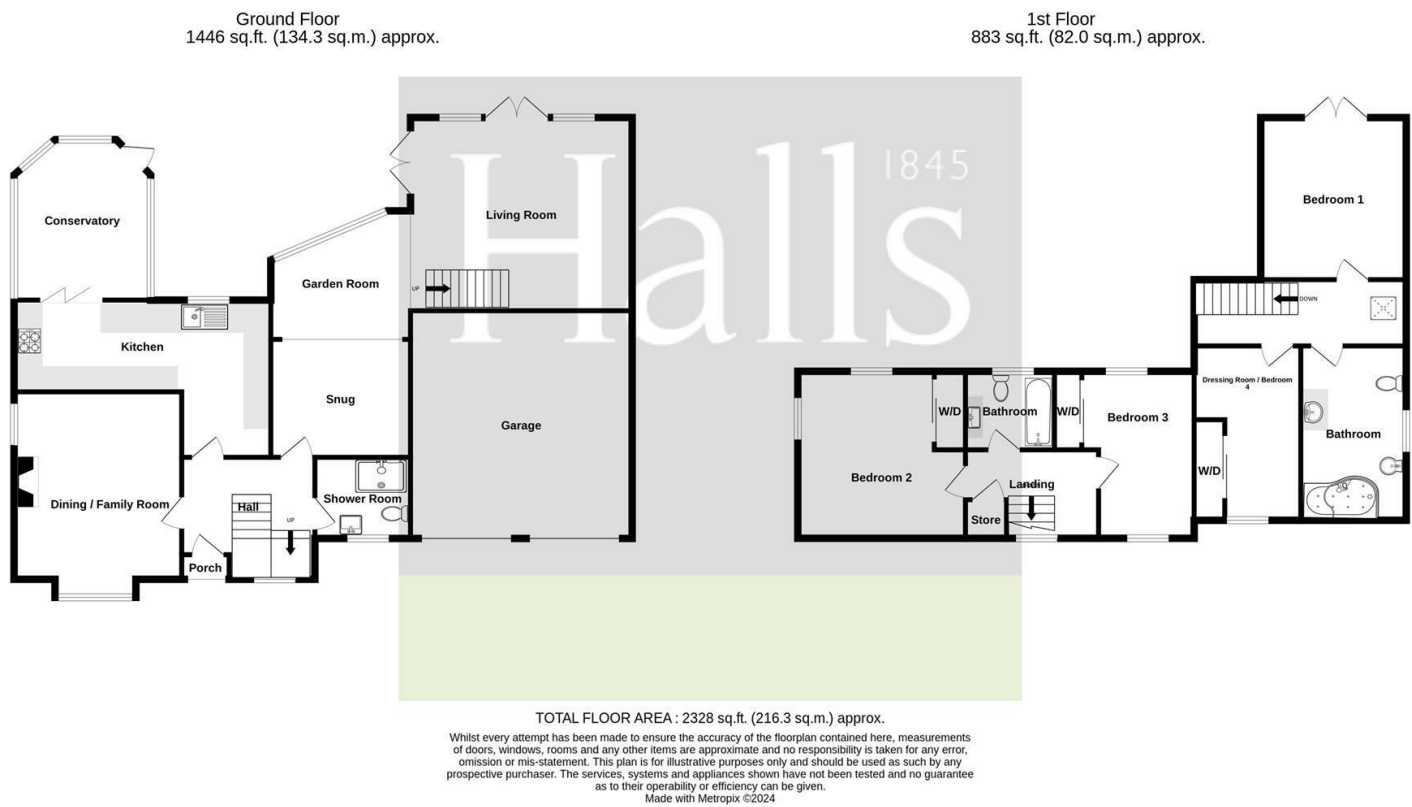 Ground Floor
1446 sq.ft. (134.3 sq.m.) approx.
1st Floor
883 sq.ft. (82.0 sq.m.) approx.
Halls
1845
Conservatory
Living Room
Garden Room
UP
Kitchen
Snug
Garage
Dining / Family Room
Hall
UP
Shower Room
Porch
Bedroom 1
DOWN
Dressing Room / Bedroom
4
W/D
Bathroom
W/D
Bedroom 3
Bathroom
Bedroom 2
W/D
Landing
Store
TOTAL FLOOR AREA : 2328 sq.ft. (216.3 sq.m.) approx.
Whilst every attempt has been made to ensure the accuracy of the floorplan contained here, measurements
of doors, windows, rooms and any other items are approximate and no responsibility is taken for any error,
omission or mis-statement. This plan is for illustrative purposes only and should be used as such by any
prospective purchaser. The services, systems and appliances shown have not been tested and no guarantee
as to their operability or efficiency can be given.
Made with Metropix ©2024